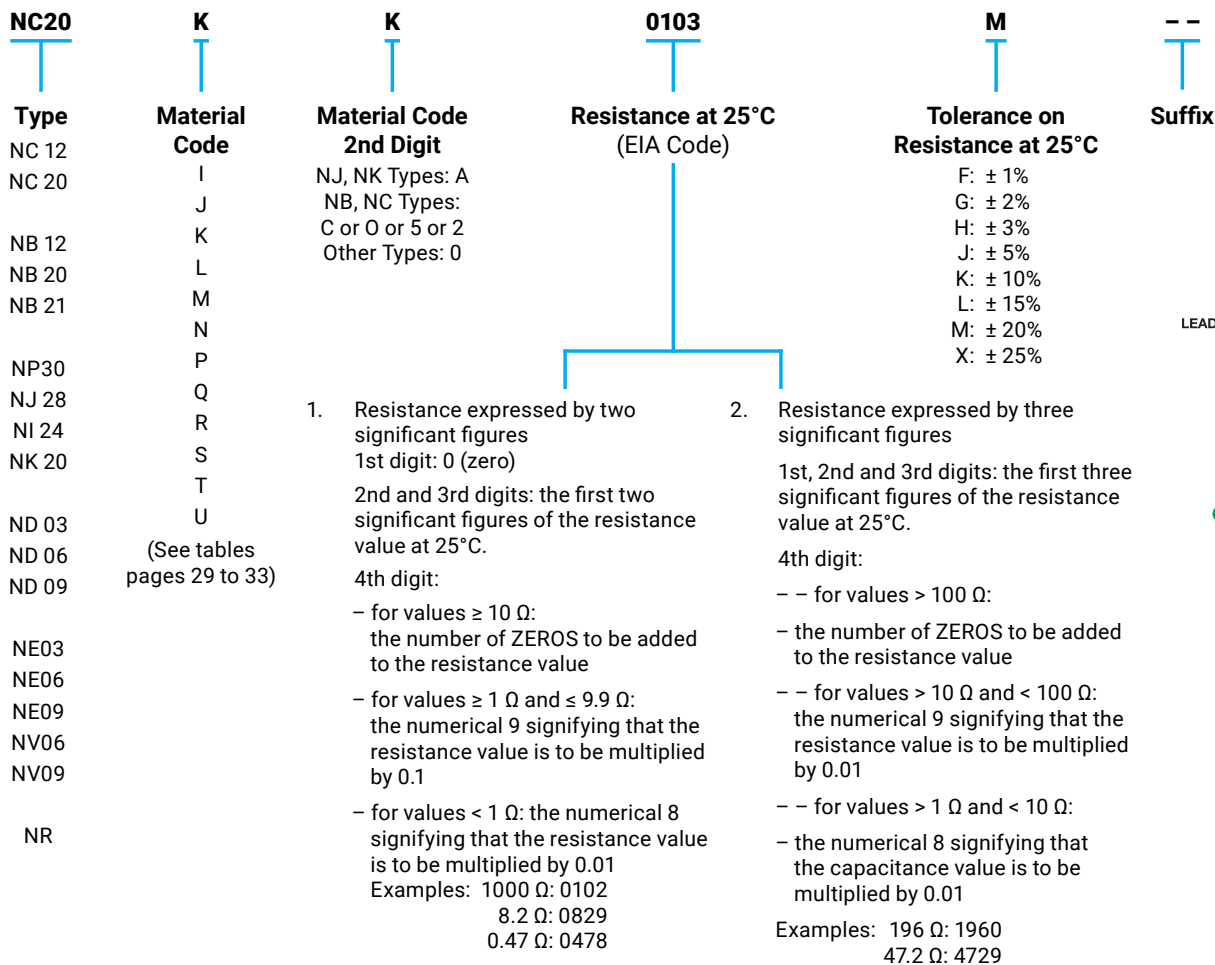 NC20 K K 0103 M – –
Type
NC 12
NC 20
NB 12
NB 20
NB 21
NP30
NJ 28
NI 24
NK 20
ND 03
ND 06
ND 09
NE03
NE06
NE09
NV06
NV09
NR
Material
Code
I
J
K
L
M
N
P
Q
R
S
T
U
(See tables
pages 29 to 33)
Material Code
2nd Digit
NJ, NK Types: A
NB, NC Types:
C or O or 5 or 2
Other Types: 0
Resistance at 25°C
(EIA Code)
1. Resistance expressed by two
significant figures
1st digit: 0 (zero)
2nd and 3rd digits: the first two
significant figures of the resistance
value at 25°C.
4th digit:
– for values ≥ 10 Ω:
the number of ZEROS to be added
to the resistance value
– for values ≥ 1 Ω and ≤ 9.9 Ω:
the numerical 9 signifying that the
resistance value is to be multiplied
by 0.1
– for values < 1 Ω: the numerical 8
signifying that the resistance value
is to be multiplied by 0.01
Examples: 1000 Ω: 0102
8.2 Ω: 0829
0.47 Ω: 0478
2. Resistance expressed by three
significant figures
1st, 2nd and 3rd digits: the first three
significant figures of the resistance
value at 25°C.
4th digit:
– – for values > 100 Ω:
– the number of ZEROS to be added
to the resistance value
– – for values > 10 Ω and < 100 Ω:
the numerical 9 signifying that the
resistance value is to be multiplied
by 0.01
– – for values > 1 Ω and < 10 Ω:
– the numerical 8 signifying that
the capacitance value is to be
multiplied by 0.01
Examples: 196 Ω: 1960
47.2 Ω: 4729
Tolerance on
Resistance at 25°C
F: ± 1%
G: ± 2%
H: ± 3%
J: ± 5%
K: ± 10%
L: ± 15%
M: ± 20%
X: ± 25%
Suffix
LEAD